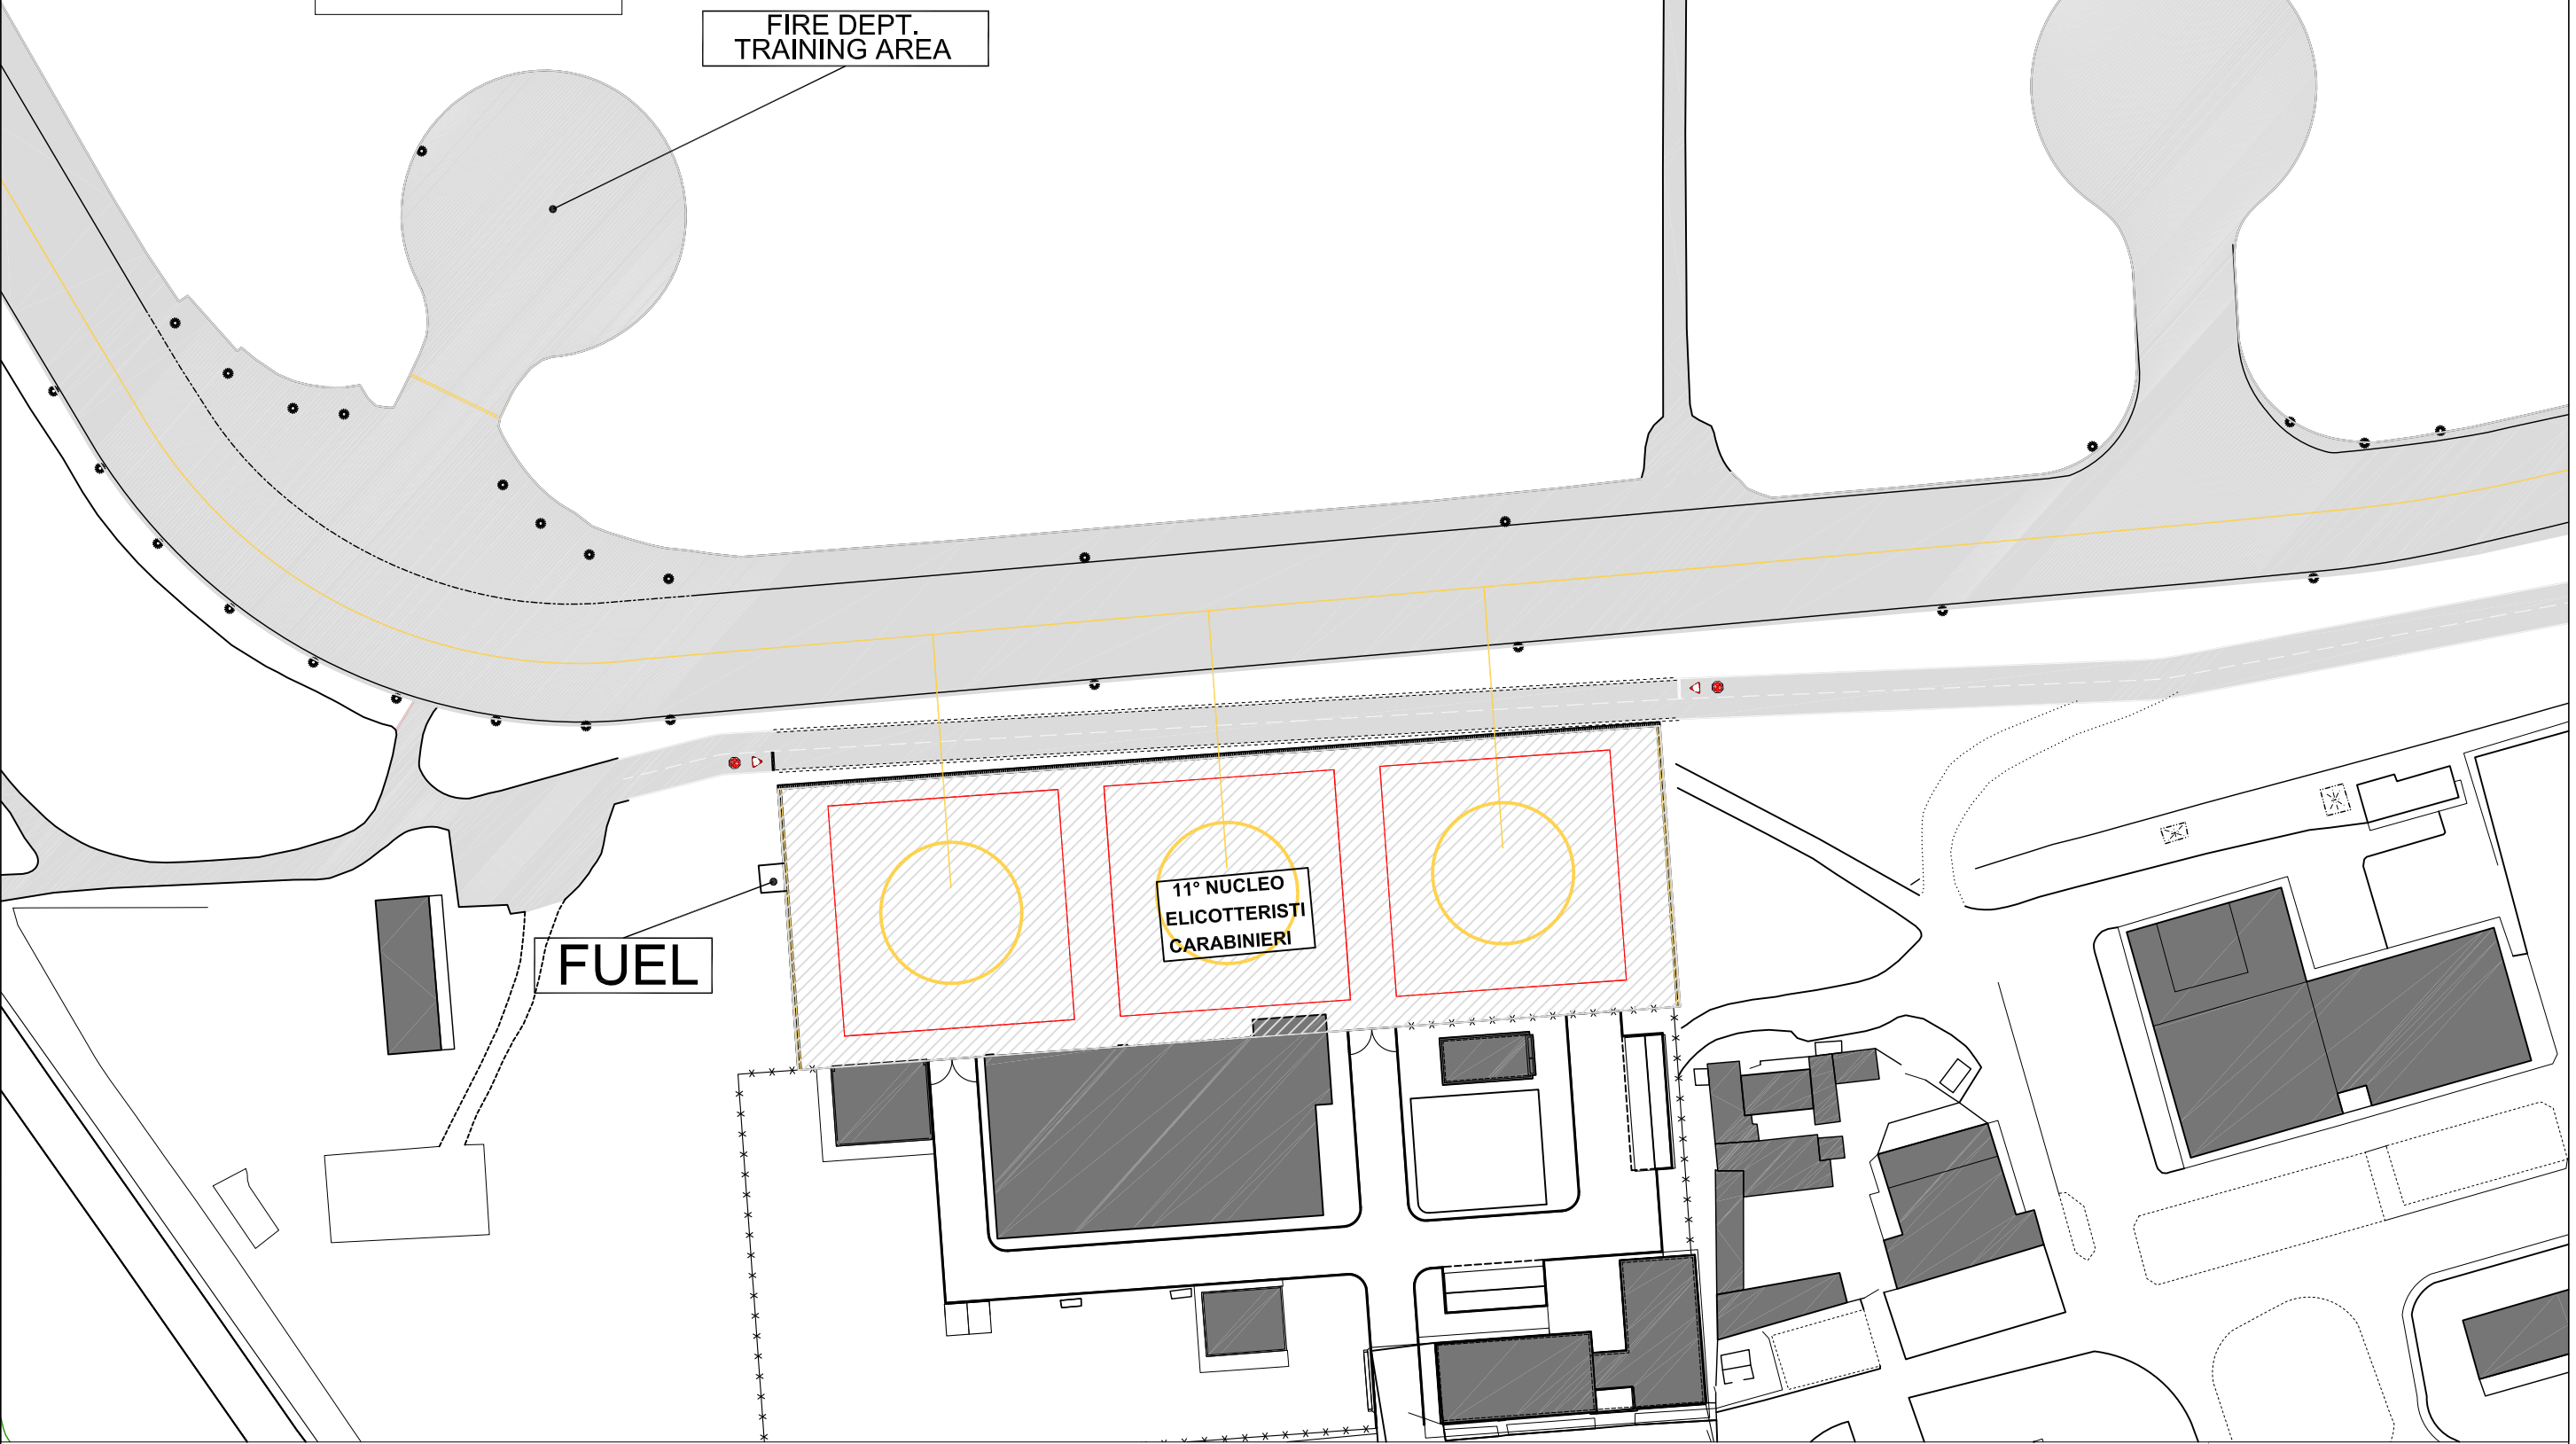 FIRE DEPT.
TRAINING AREA
11° NUCLEO
ELICOTTERISTI
CARABINIERI
FUEL